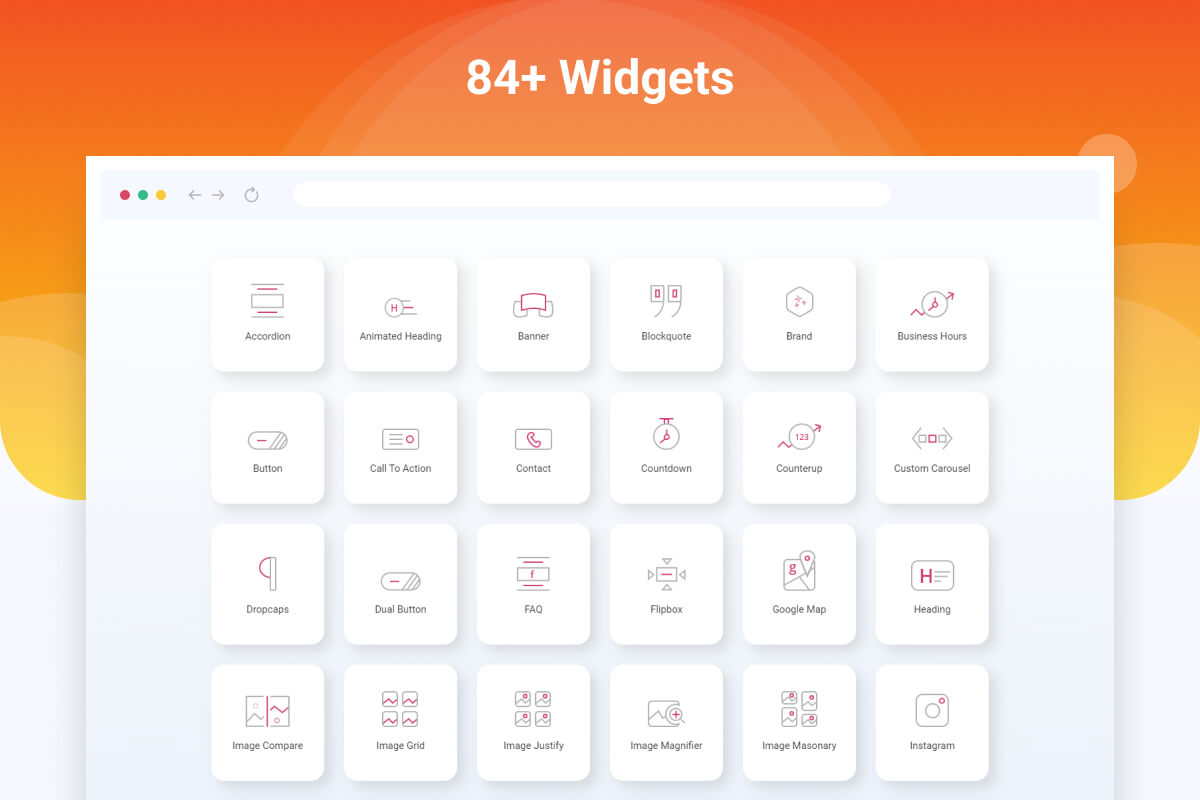 84+ Widgets
Accordion
H
Animated Heading
Banner
Blockquote
Brand
Business Hours
Button
Call To Action
Contact
Countdown
123
Counterup
Custom Carousel
Dropcaps
Dual Button
f
FAQ
Flipbox
g
Google Map
H
Heading
Image Compare
Image Grid
Image Justify
Image Magnifier
Image Masonary
Instagram